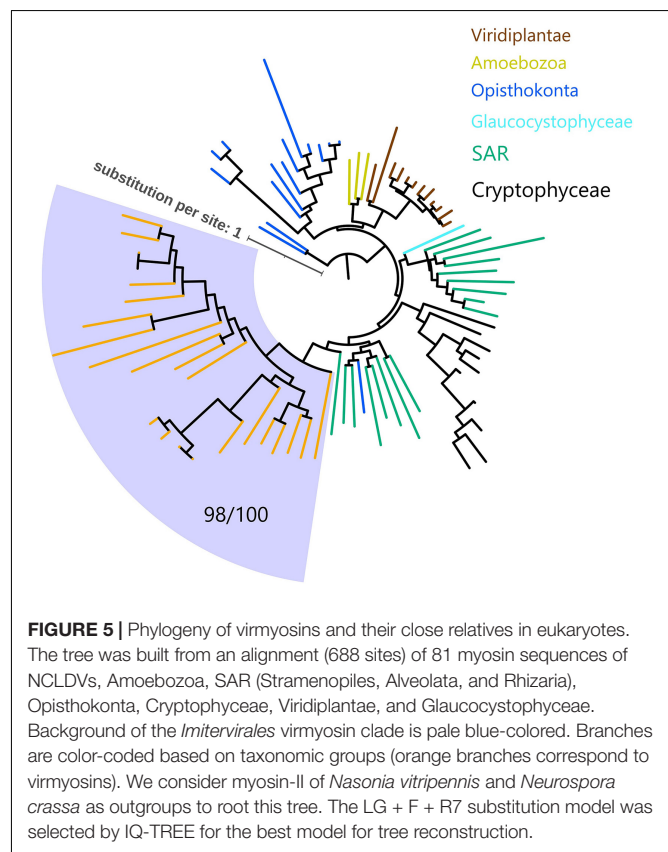 Viridiplantae
Amoebozoa
Opisthokonta
Glaucocystophyceae
SAR
Cryptophyceae
substitution per site: 1
98/100
FIGURE 5 | Phylogeny of virmyosins and their close relatives in eukaryotes.
The tree was built from an alignment (688 sites) of 81 myosin sequences of
NCLDVs, Amoebozoa, SAR (Stramenopiles, Alveolata, and Rhizaria),
Opisthokonta, Cryptophyceae, Viridiplantae, and Glaucocystophyceae.
Background of the Imitervirales virmyosin clade is pale blue-colored. Branches
are color-coded based on taxonomic groups (orange branches correspond to
virmyosins). We consider myosin-II of Nasonia vitripennis and Neurospora
crassa as outgroups to root this tree. The LG + F + R7 substitution model was
selected by IQ-TREE for the best model for tree reconstruction.